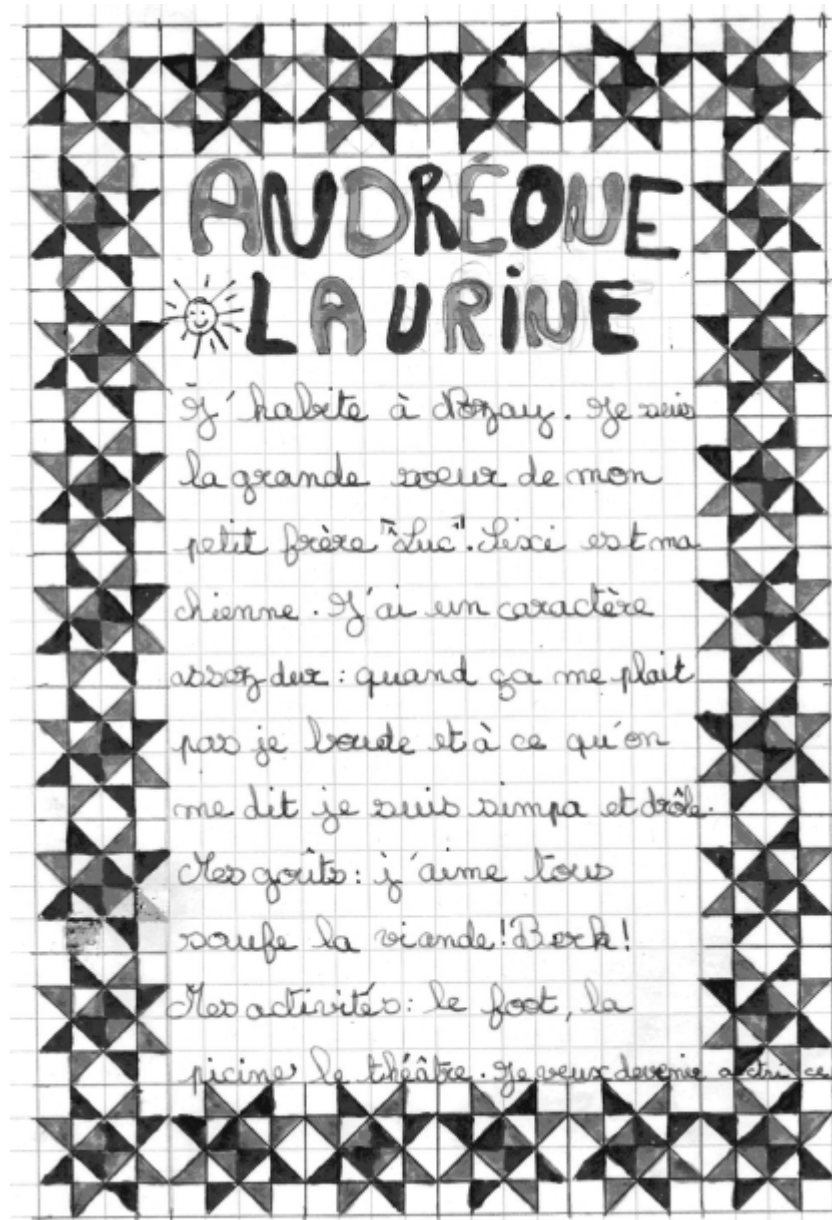 ANDRÉONE
LAURINE
J'habite à Nozay. Je suis
la grande soeur de mon
petit frère "Luc". Lexi est ma
chienne. J'ai un caractère
assez dur : quand ça me plait
pas je boude et à ce qu'on
me dit je suis simpa et drôle.
Mes goûts : j'aime tous
soufe la viande! Berk!
Mes activités : le foot, la
picine, le théâtre. Je veux devenir actrice